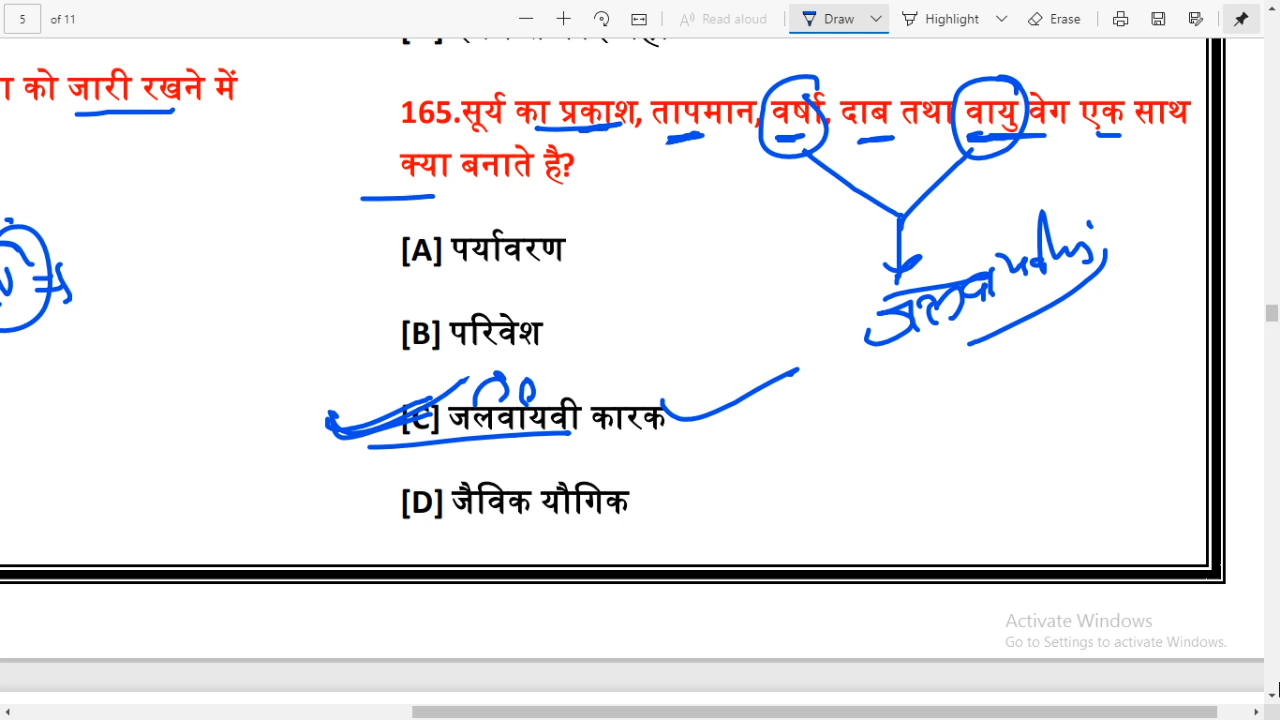 5 of 11 Read aloud Draw Highlight Erase
ा को जारी रखने में
165.सूर्य का प्रकाश, तापमान, वर्षा, दाब तथा वायु वेग एक साथ
क्या बनाते है?
[A] पर्यावरण
[B] परिवेश
[C] जलवायवी कारक
[D] जैविक यौगिक
Activate Windows
Go to Settings to activate Windows.